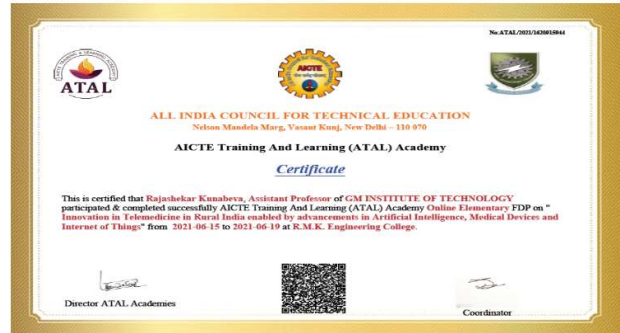 No:ATAL/2021/1620015044
ATAL
AICTE
ALL INDIA COUNCIL FOR TECHNICAL EDUCATION
Nelson Mandela Marg, Vasant Kunj, New Delhi – 110 070
AICTE Training And Learning (ATAL) Academy
Certificate
This is certified that Rajashekar Kunabeva, Assistant Professor of GM INSTITUTE OF TECHNOLOGY
participated & completed successfully AICTE Training And Learning (ATAL) Academy Online Elementary FDP on "
Innovation in Telemedicine in Rural India enabled by advancements in Artificial Intelligence, Medical Devices and
Internet of Things" from 2021-06-15 to 2021-06-19 at R.M.K. Engineering College.
Director ATAL Academies
Coordinator